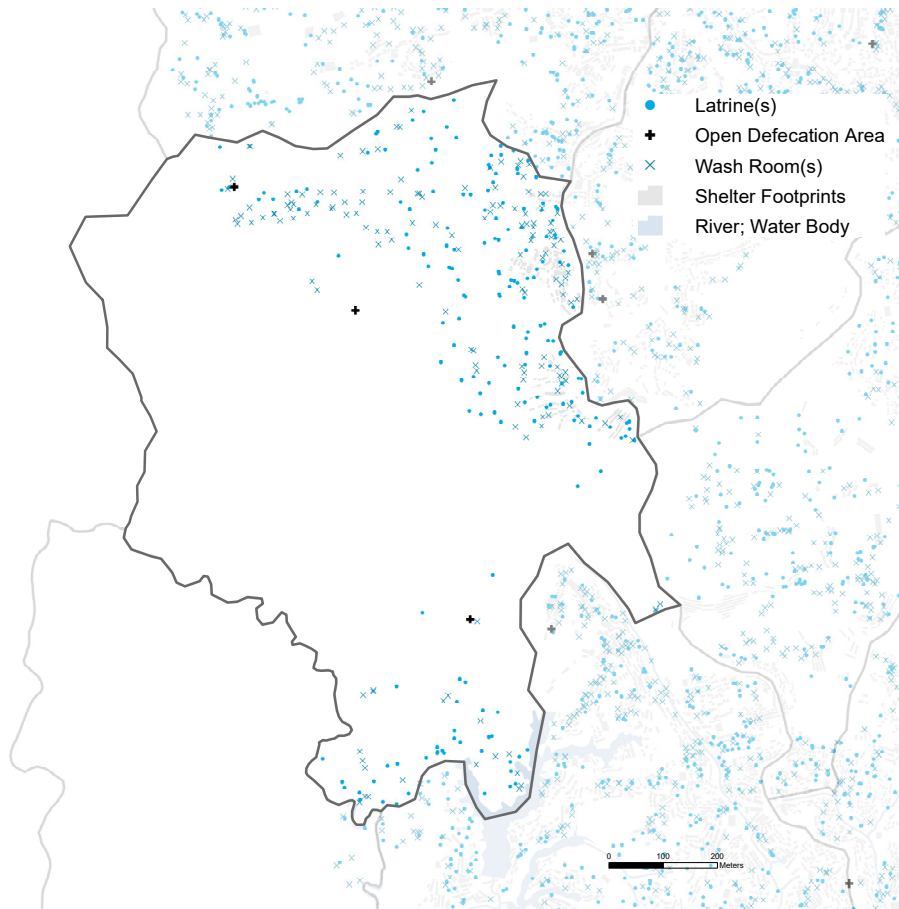 Latrine(s)
Open Defecation Area
Wash Room(s)
Shelter Footprints
River; Water Body
0 100 200
Meters